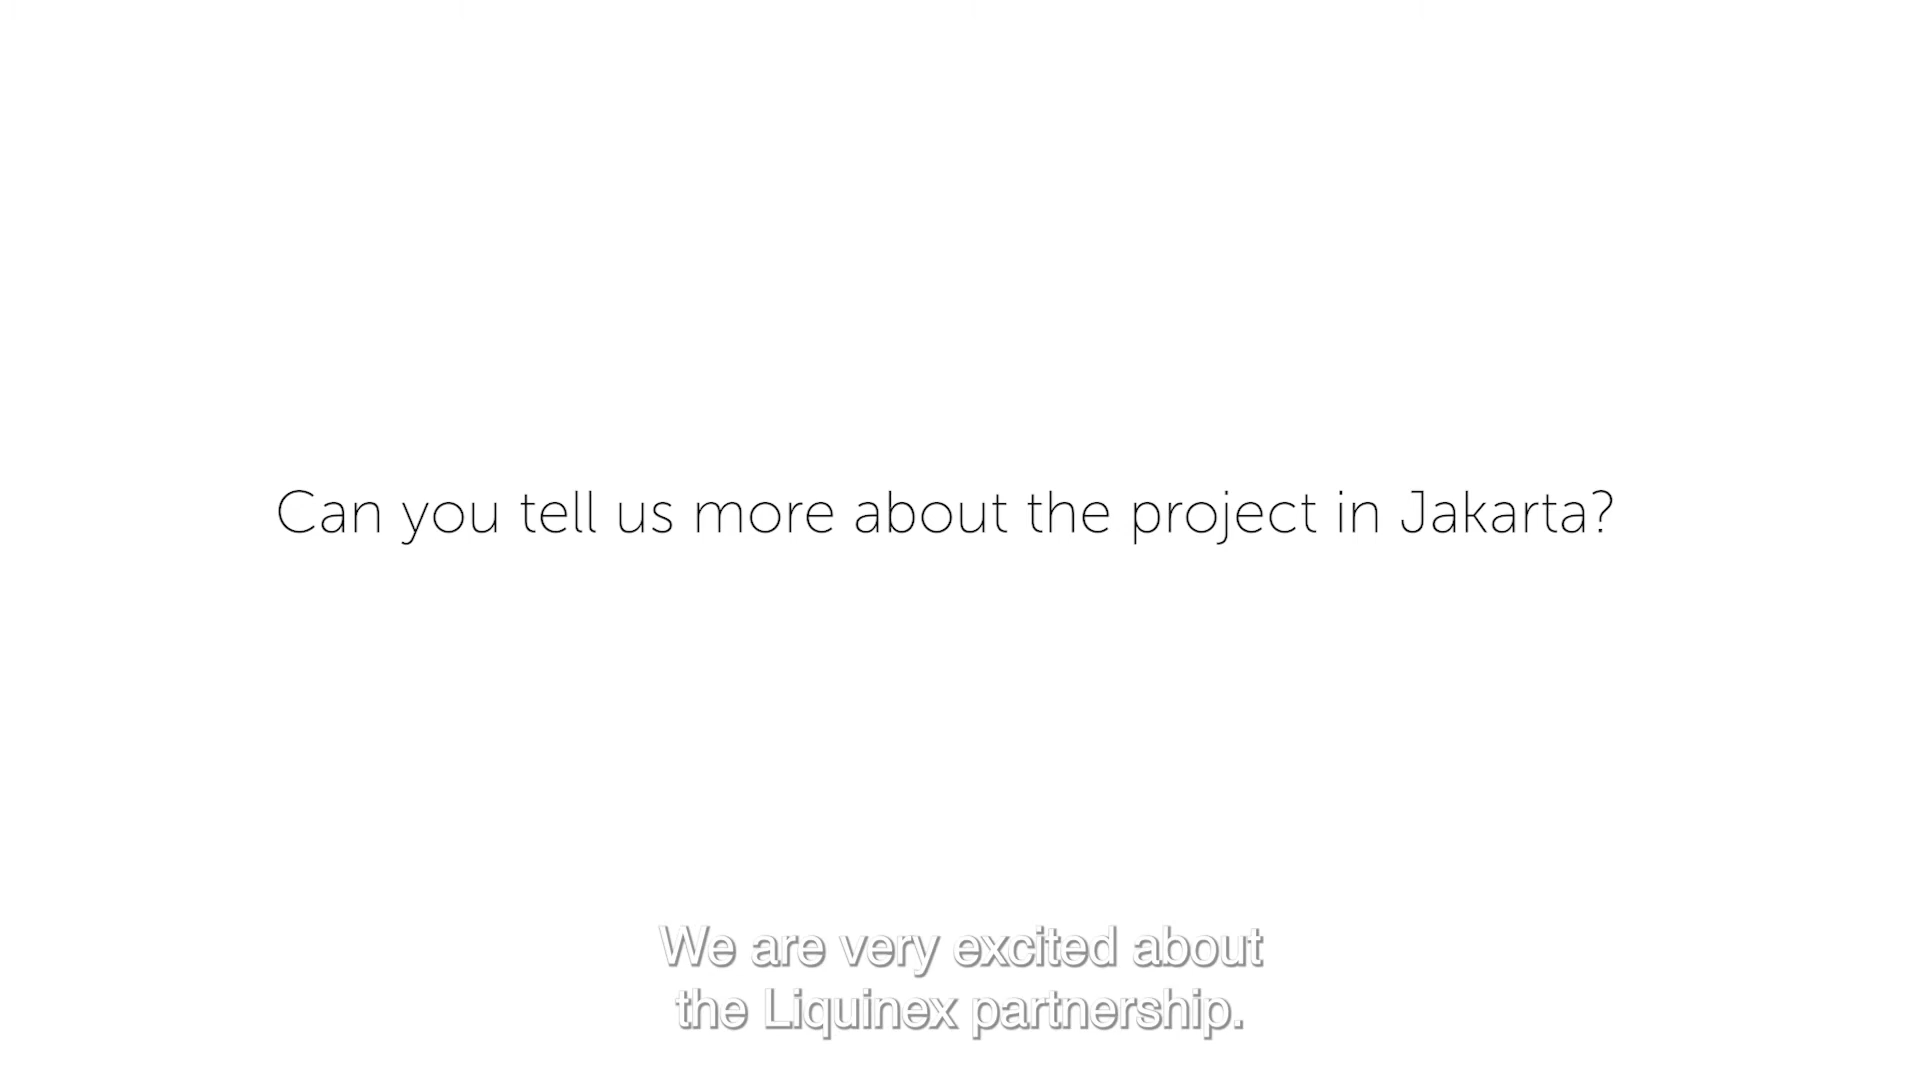 Can you tell us more about the project in Jakarta?
We are very excited about
the Liquinex partnership.